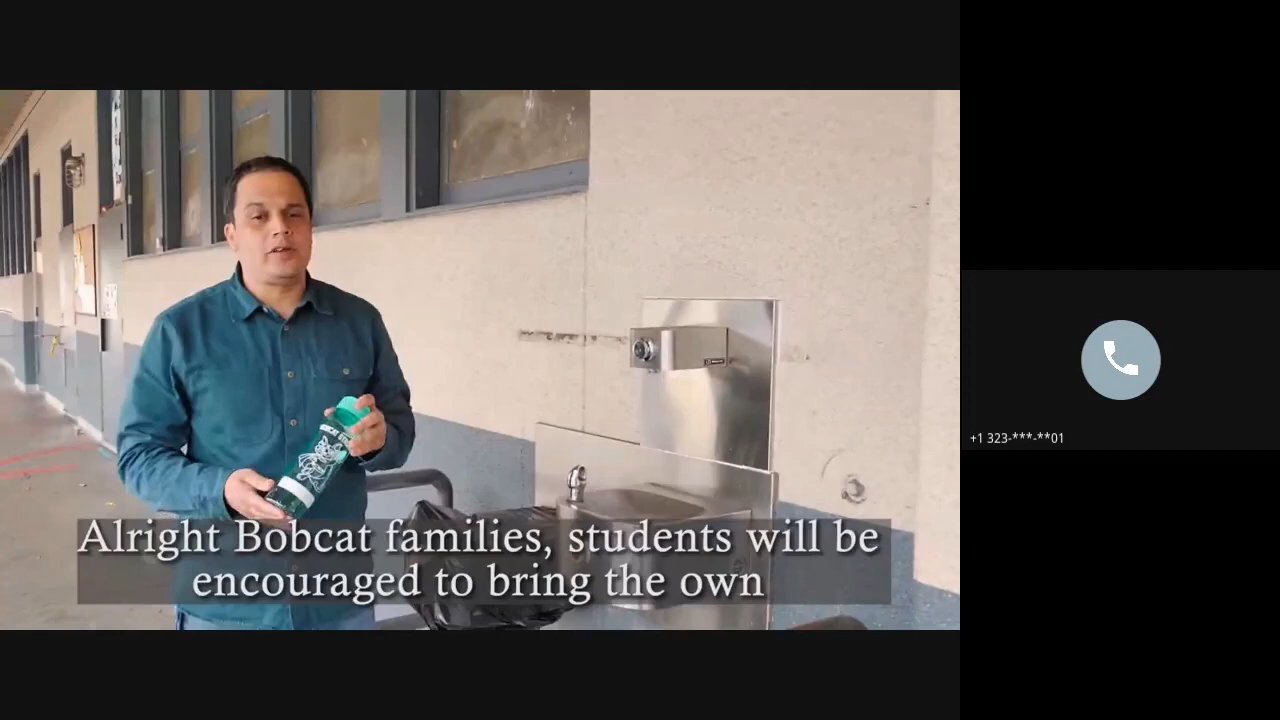 Alright Bobcat families, students will be
encouraged to bring the own
+1 323-***-**01